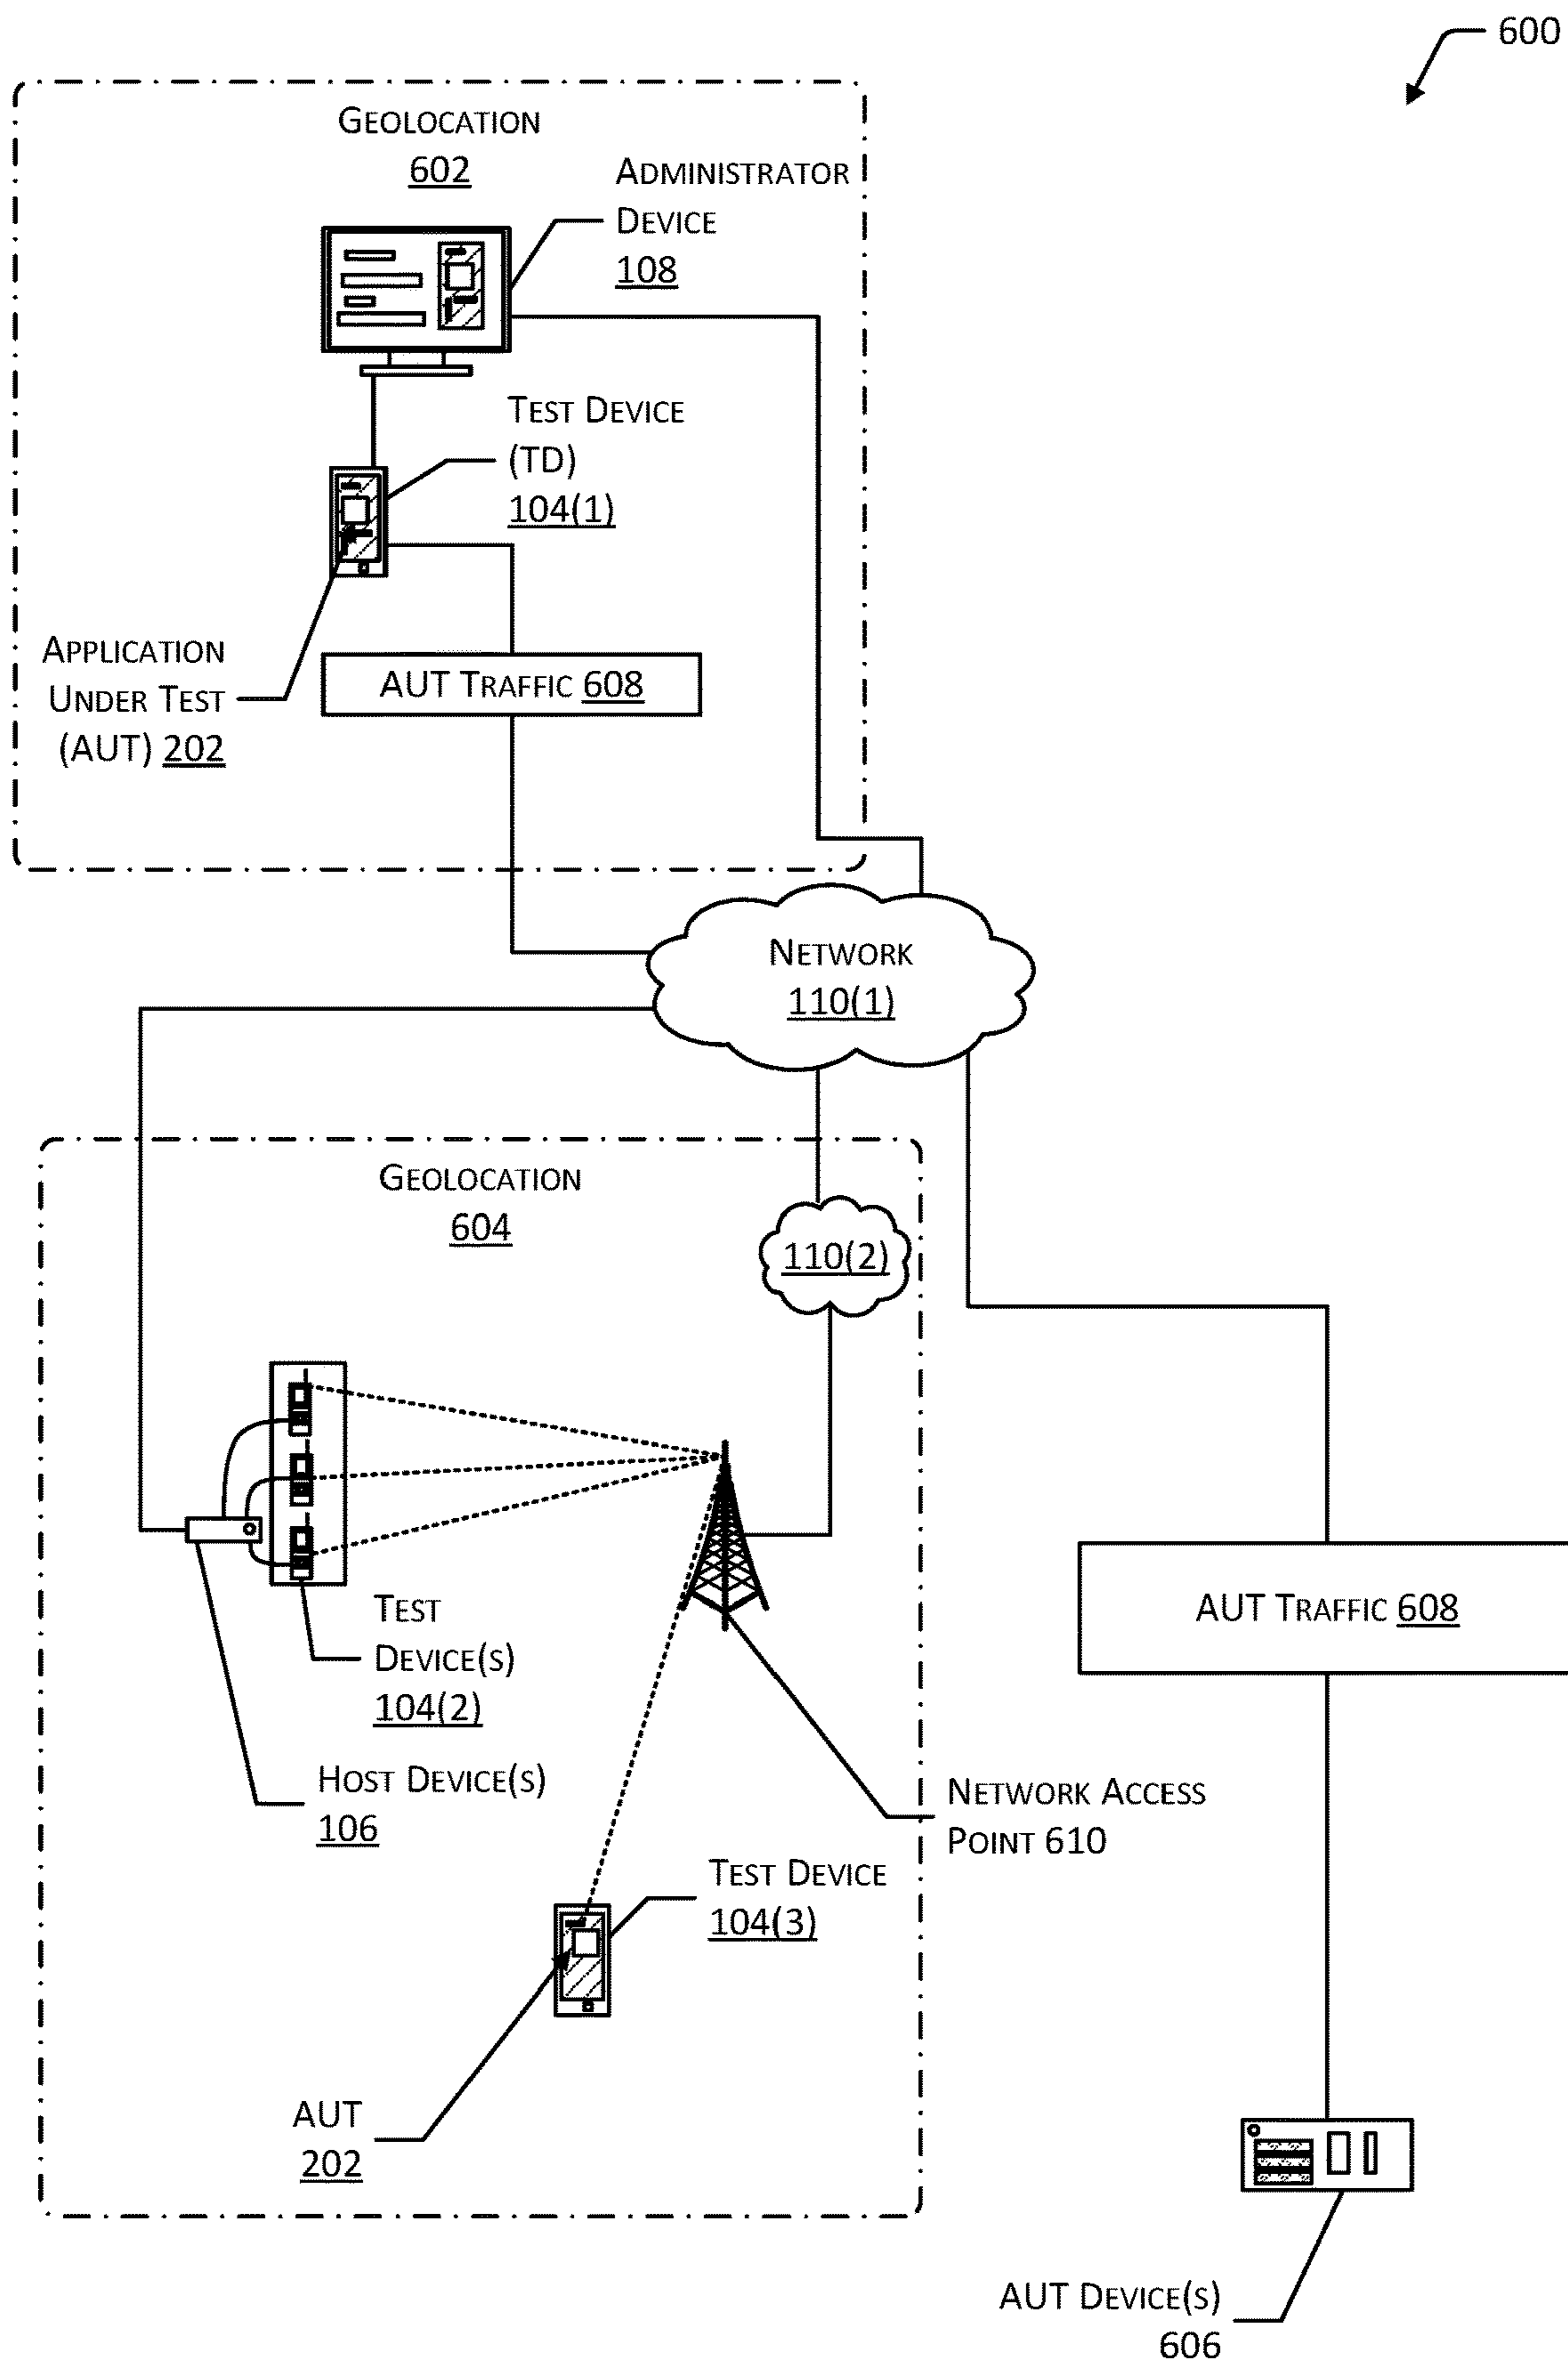 600
GEOLOCATION
602
ADMINISTRATOR
DEVICE
108
TEST DEVICE
(TD)
104(1)
APPLICATION
UNDER TEST
(AUT) 202
AUT TRAFFIC 608
NETWORK
110(1)
GEOLOCATION
604
110(2)
TEST
DEVICE(S)
104(2)
HOST DEVICE(S)
106
NETWORK ACCESS
POINT 610
TEST DEVICE
104(3)
AUT
202
AUT TRAFFIC 608
AUT DEVICE(S)
606